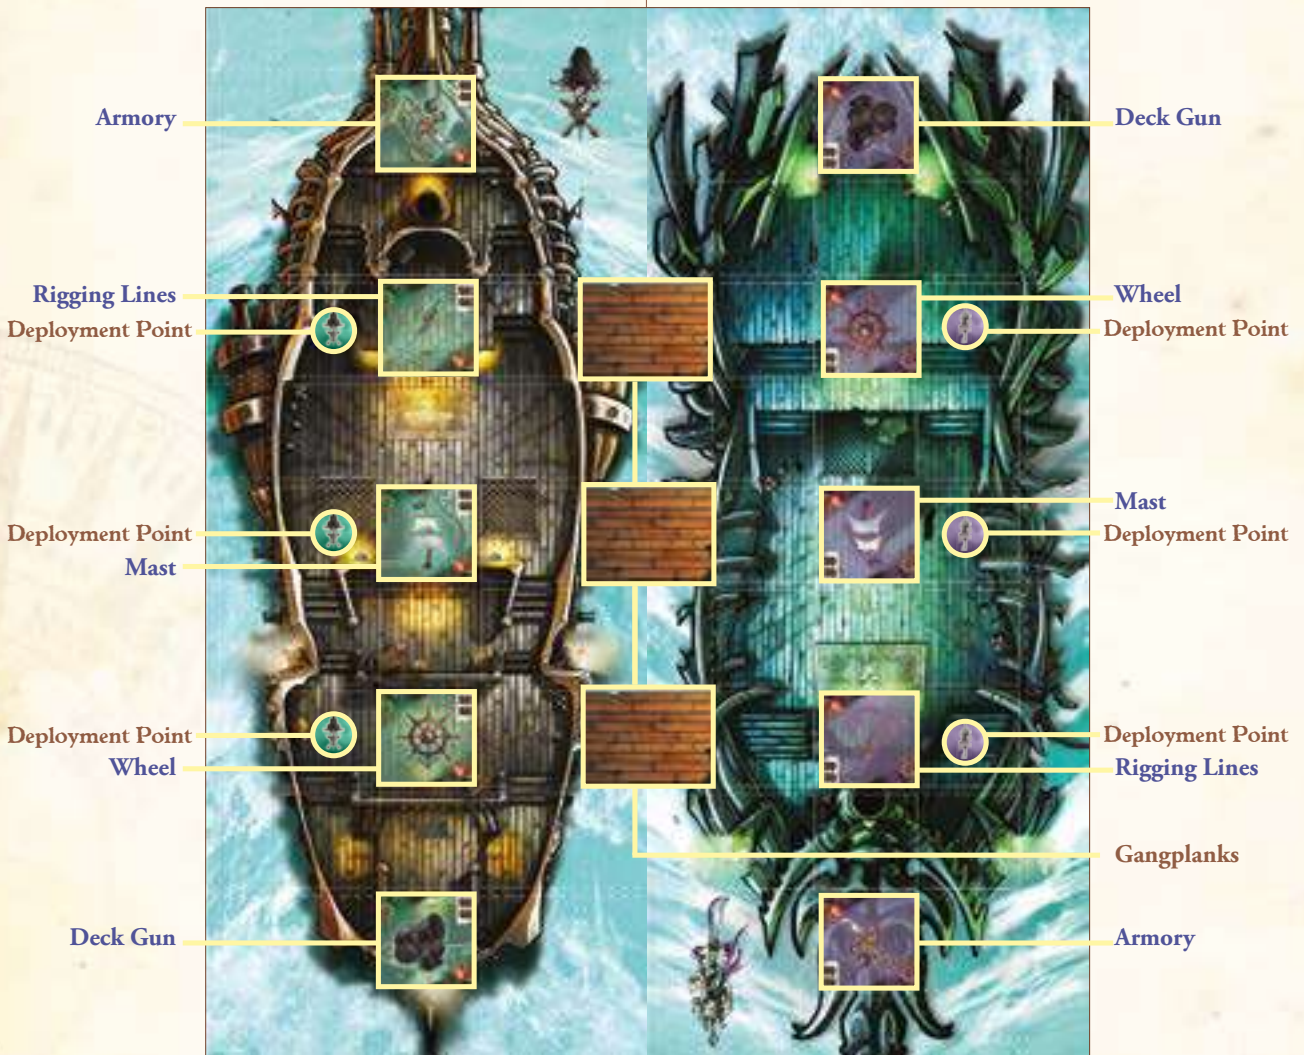 Armory
Deck Gun
Rigging Lines
Deployment Point
Wheel
Deployment Point
Deployment Point
Mast
Mast
Deployment Point
Deployment Point
Wheel
Deployment Point
Rigging Lines
Gangplanks
Deck Gun
Armory